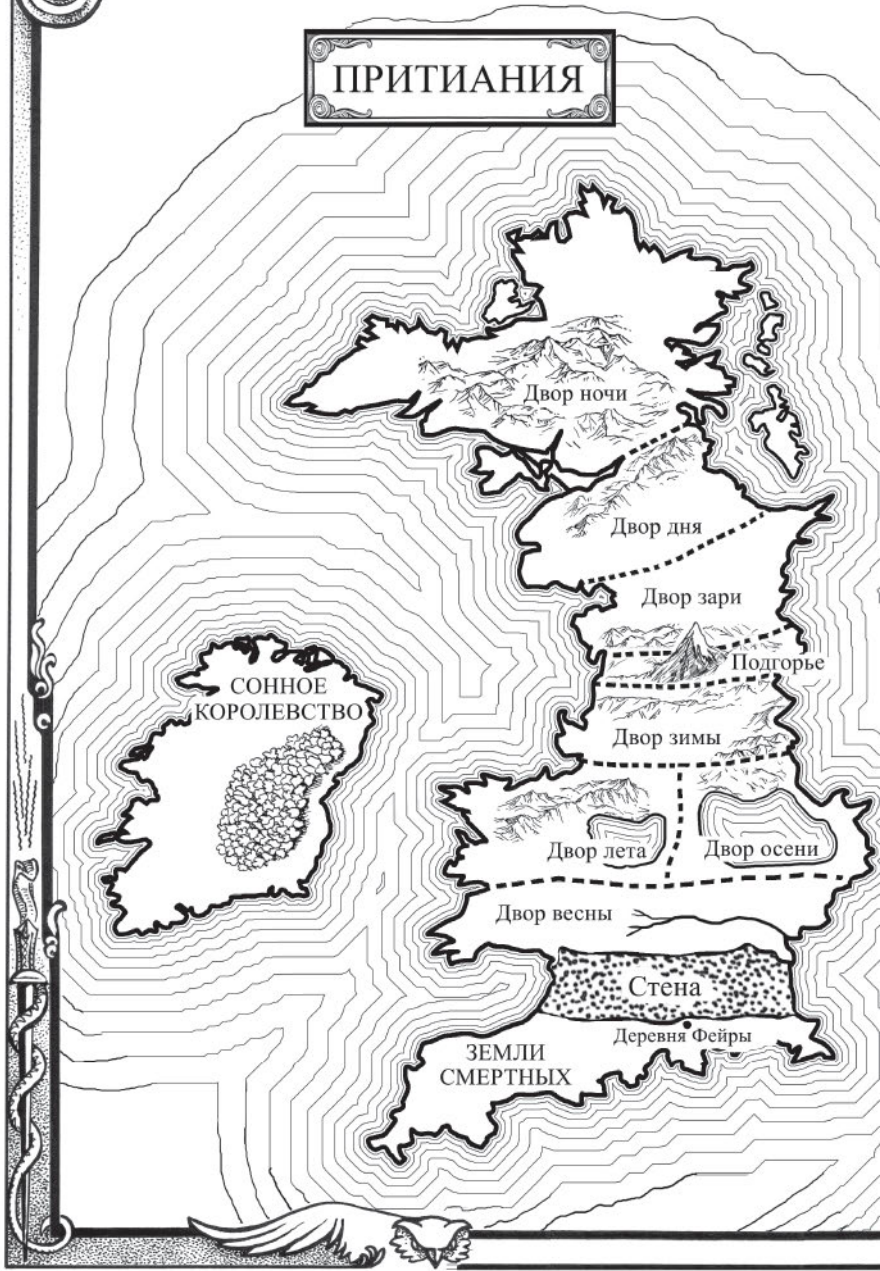 ПРИТИАНИЯ
Двор ночи
Двор дня
Двор зари
Подгорье
СОННОЕ
КОРОЛЕВСТВО
Двор зимы
Двор лета
Двор осени
Двор весны
Стена
Деревня Фейры
ЗЕМЛИ
СМЕРТНЫХ